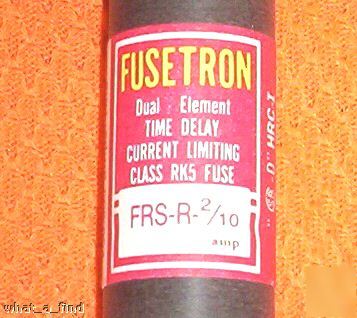 FUSETRON
Dual Element
TIME DELAY
CURRENT LIMITING
CLASS RK5 FUSE
FRS-R-2/10
amp
D" HRC-I
what_a_find